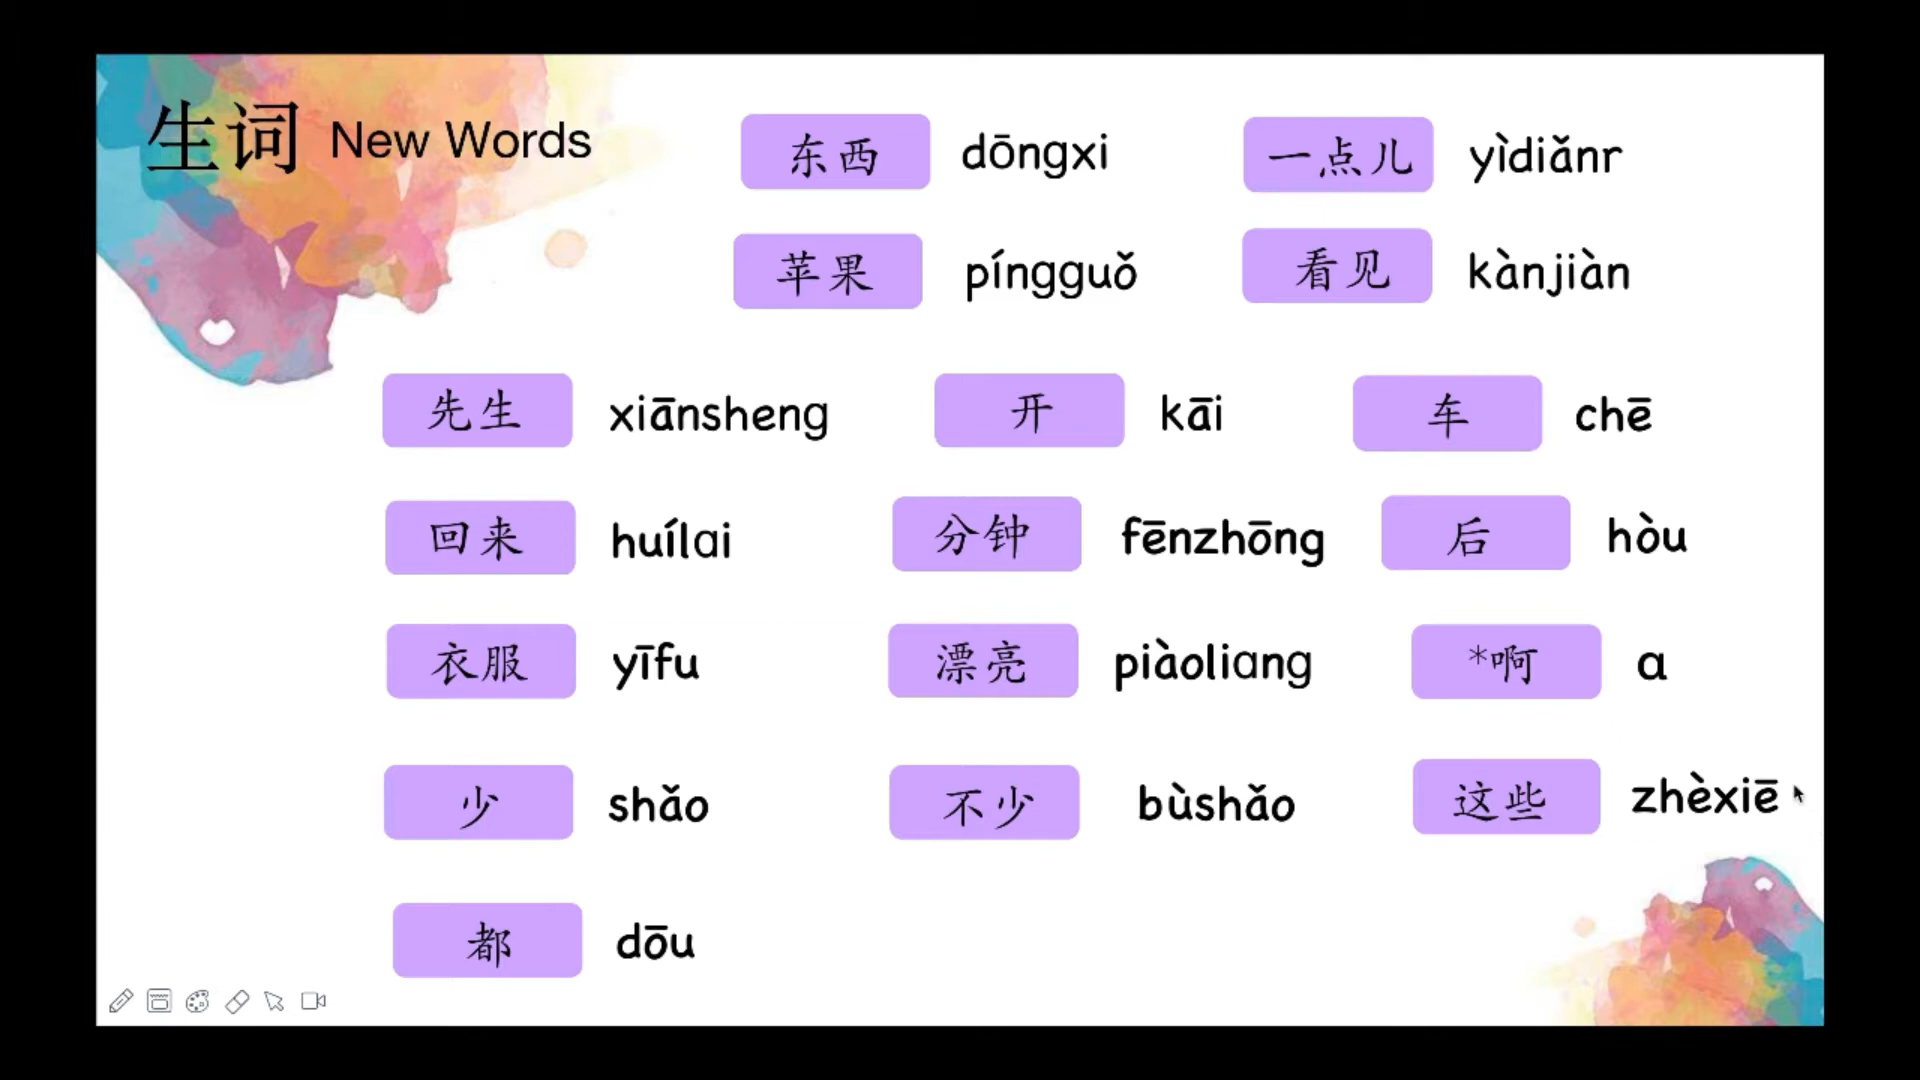 生词 New Words
东西 dōngxi 一点儿 yìdiǎnr
苹果 píngguǒ 看见 kànjiàn
先生 xiānsheng 开 kāi 车 chē
回来 huílai 分钟 fēnzhōng 后 hòu
衣服 yīfu 漂亮 piàoliang *啊 a
少 shǎo 不少 bùshǎo 这些 zhèxiē
都 dōu